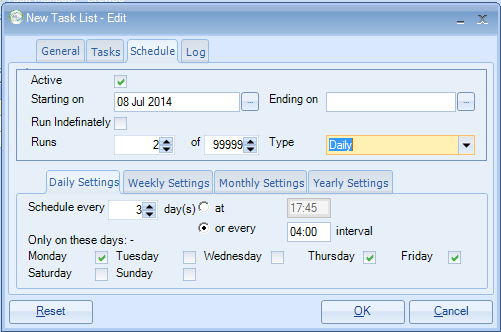 New Task List - Edit
General Tasks Schedule Log
Active
Starting on 08 Jul 2014 ... Ending on ...
Run Indefinately
Runs 2 of 99999 Type Daily
Daily Settings Weekly Settings Monthly Settings Yearly Settings
Schedule every 3 day(s) at 17:45
or every 04:00 interval
Only on these days: -
Monday Tuesday Wednesday Thursday Friday
Saturday Sunday
Reset OK Cancel